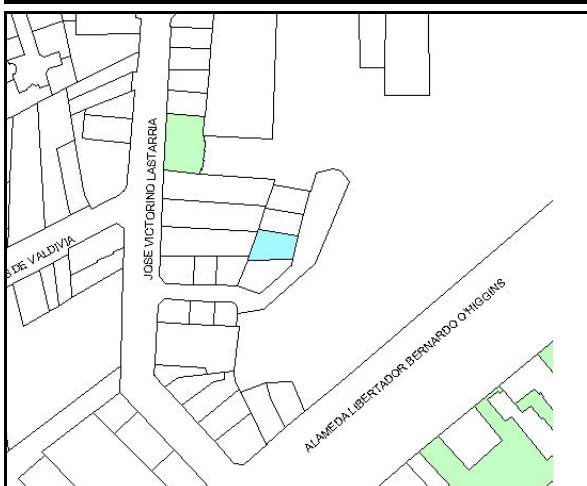 JOSE VICTORINO LASTARRIA
DE VALDIVIA
ALAMEDA LIBERTADOR BERNARDO O'HIGGINS